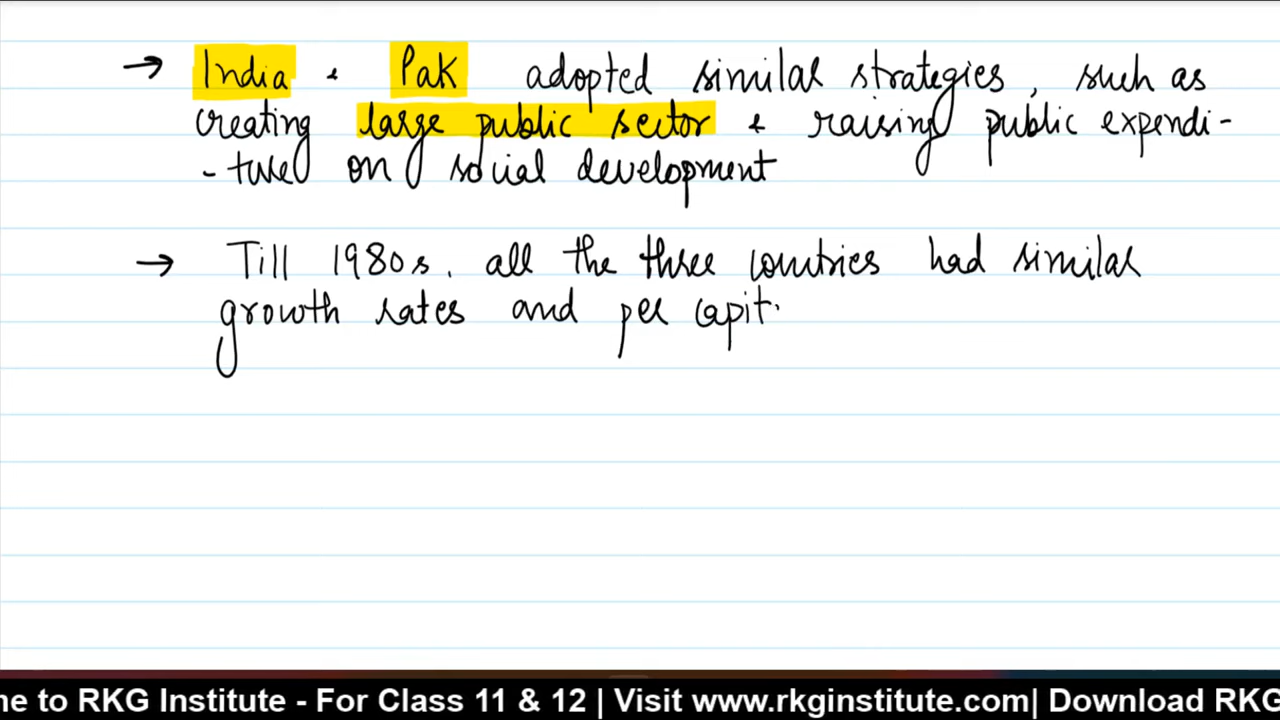 → India & Pak adopted similar strategies, such as
creating large public sector & raising public expendi-
-ture on social development
→ Till 1980s, all the three countries had similar
growth rates and per capit
ne to RKG Institute - For Class 11 & 12 | Visit www.rkginstitute.com| Download RKG